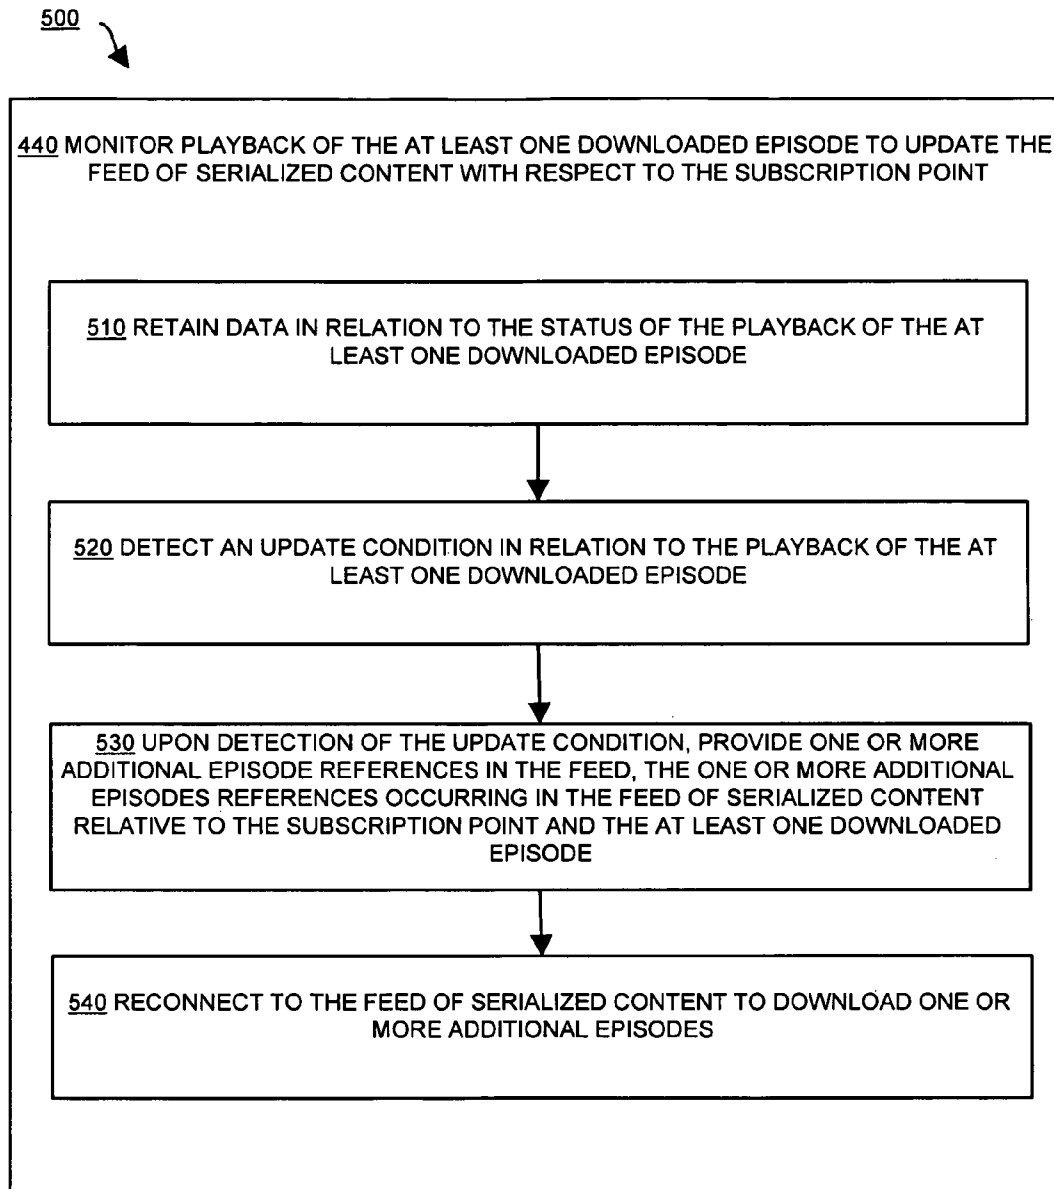 500
440 MONITOR PLAYBACK OF THE AT LEAST ONE DOWNLOADED EPISODE TO UPDATE THE
FEED OF SERIALIZED CONTENT WITH RESPECT TO THE SUBSCRIPTION POINT
510 RETAIN DATA IN RELATION TO THE STATUS OF THE PLAYBACK OF THE AT
LEAST ONE DOWNLOADED EPISODE
520 DETECT AN UPDATE CONDITION IN RELATION TO THE PLAYBACK OF THE AT
LEAST ONE DOWNLOADED EPISODE
530 UPON DETECTION OF THE UPDATE CONDITION, PROVIDE ONE OR MORE
ADDITIONAL EPISODE REFERENCES IN THE FEED, THE ONE OR MORE ADDITIONAL
EPISODES REFERENCES OCCURRING IN THE FEED OF SERIALIZED CONTENT
RELATIVE TO THE SUBSCRIPTION POINT AND THE AT LEAST ONE DOWNLOADED
EPISODE
540 RECONNECT TO THE FEED OF SERIALIZED CONTENT TO DOWNLOAD ONE OR
MORE ADDITIONAL EPISODES